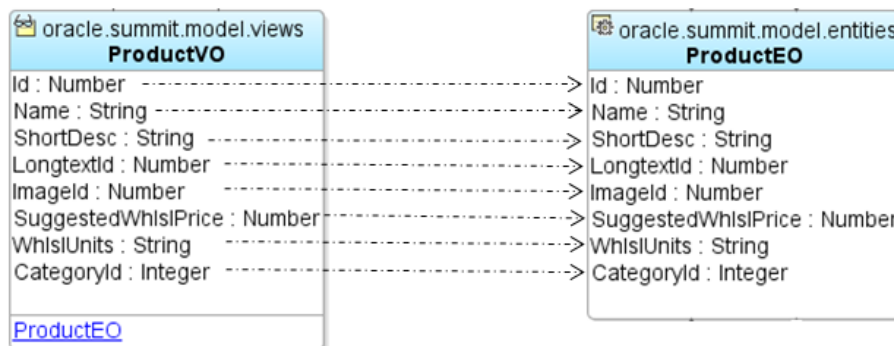 oracle.summit.model.views
ProductVO
Id : Number
Name : String
ShortDesc : String
LongtextId : Number
ImageId : Number
SuggestedWhlslPrice : Number
WhlslUnits : String
CategoryId : Integer
ProductEO
oracle.summit.model.entities
ProductEO
Id : Number
Name : String
ShortDesc : String
LongtextId : Number
ImageId : Number
SuggestedWhlslPrice : Number
WhlslUnits : String
CategoryId : Integer